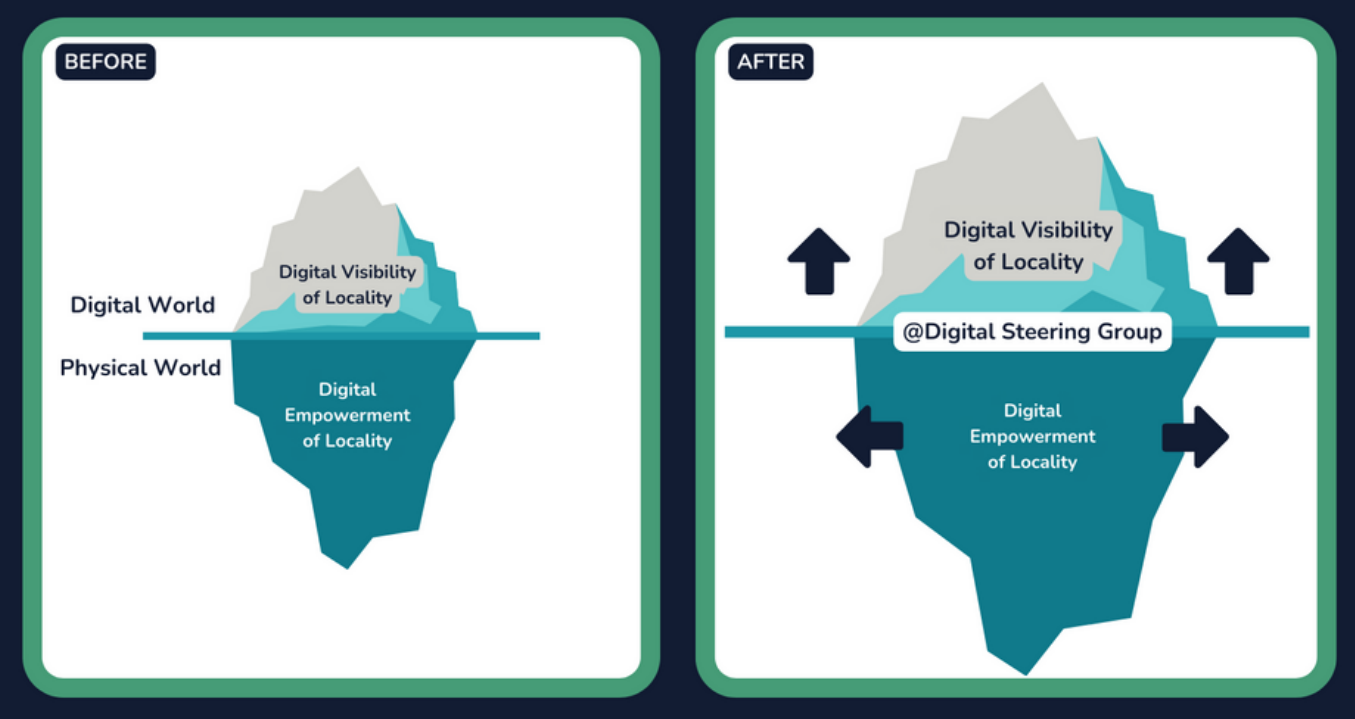 BEFORE
Digital Visibility
of Locality
Digital World
Physical World
Digital
Empowerment
of Locality
AFTER
Digital Visibility
of Locality
@Digital Steering Group
Digital
Empowerment
of Locality